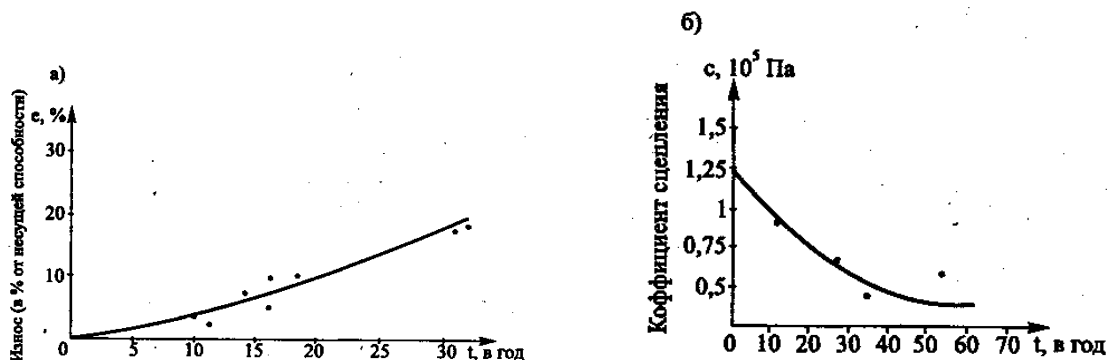 а)
е, %
Износ (в % от несущей способности)
30
20
10
0 5 10 15 20 25 30 t, в год
б)
с, 10⁵ Па
Коффициент сцепления
1,5
1,25
1
0,75
0,5
0 10 20 30 40 50 60 70 t, в год